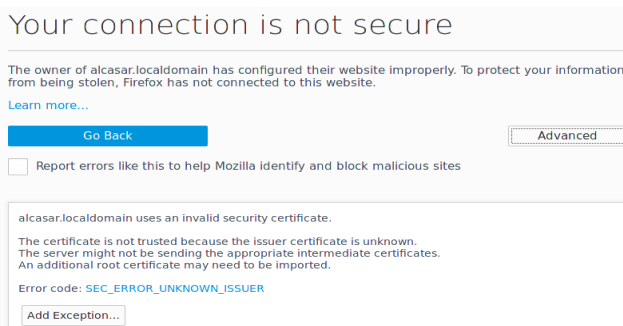 Your connection is not secure
The owner of alcasar.localdomain has configured their website improperly. To protect your information
from being stolen, Firefox has not connected to this website.
Learn more...
Go Back
Advanced
Report errors like this to help Mozilla identify and block malicious sites
alcasar.localdomain uses an invalid security certificate.
The certificate is not trusted because the issuer certificate is unknown.
The server might not be sending the appropriate intermediate certificates.
An additional root certificate may need to be imported.
Error code: SEC_ERROR_UNKNOWN_ISSUER
Add Exception...